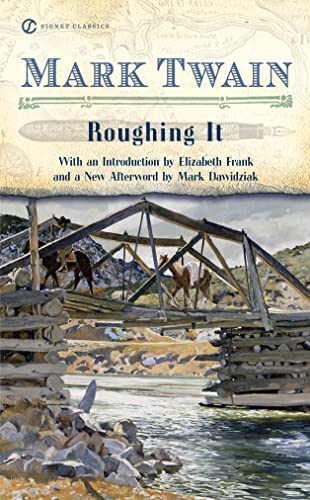 SIGNET CLASSICS
MARK TWAIN
Roughing It
With an Introduction by Elizabeth Frank
and a New Afterword by Mark Dawidziak